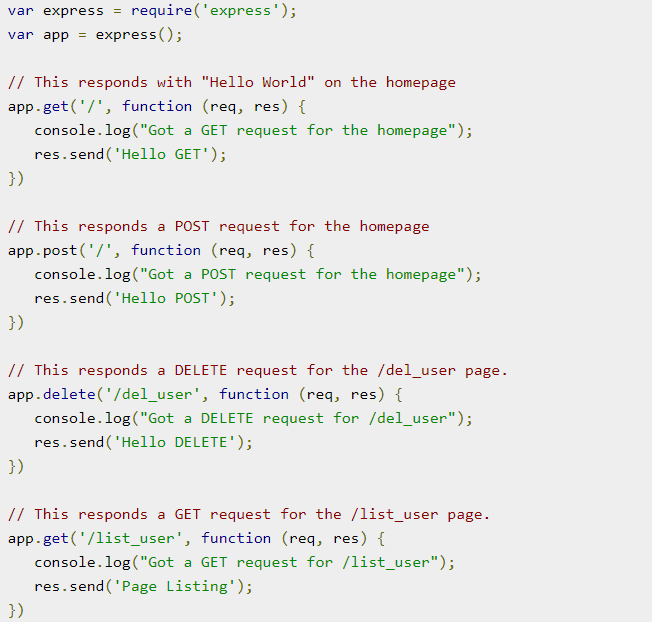 var express = require('express');
var app = express();
// This responds with "Hello World" on the homepage
app.get('/', function (req, res) {
   console.log("Got a GET request for the homepage");
   res.send('Hello GET');
})
// This responds a POST request for the homepage
app.post('/', function (req, res) {
   console.log("Got a POST request for the homepage");
   res.send('Hello POST');
})
// This responds a DELETE request for the /del_user page.
app.delete('/del_user', function (req, res) {
   console.log("Got a DELETE request for /del_user");
   res.send('Hello DELETE');
})
// This responds a GET request for the /list_user page.
app.get('/list_user', function (req, res) {
   console.log("Got a GET request for /list_user");
   res.send('Page Listing');
})